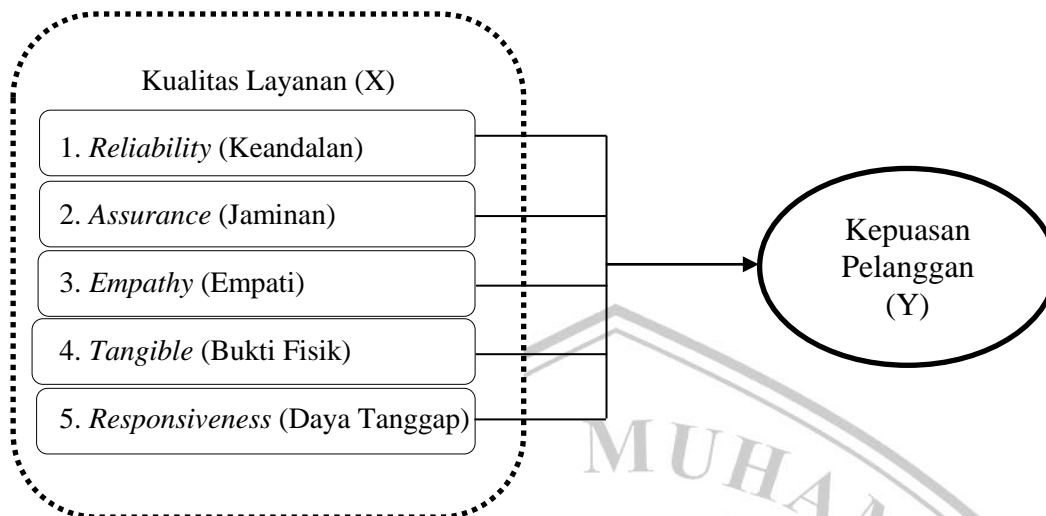 Kualitas Layanan (X)
1. Reliability (Keandalan)
2. Assurance (Jaminan)
3. Empathy (Empati)
4. Tangible (Bukti Fisik)
5. Responsiveness (Daya Tanggap)
Kepuasan
Pelanggan
(Y)